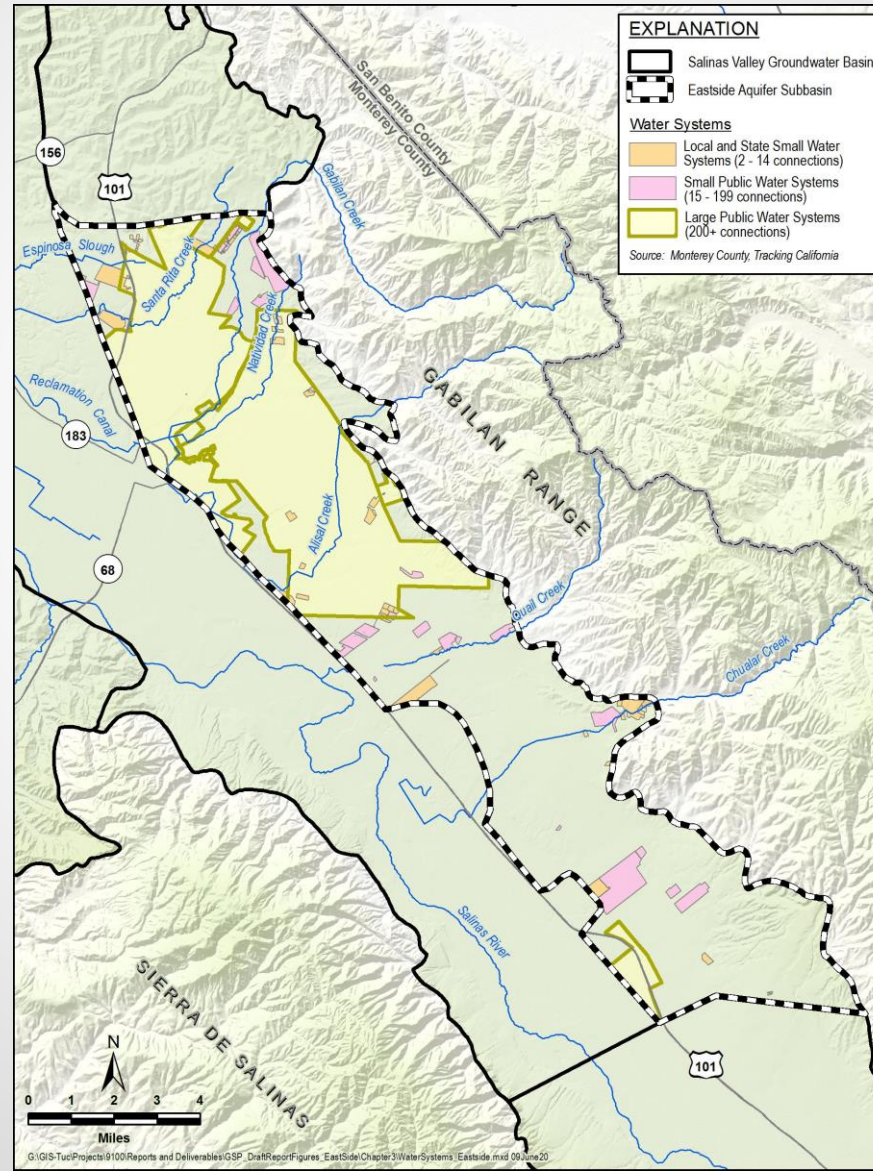 EXPLANATION
Salinas Valley Groundwater Basin
Eastside Aquifer Subbasin
Water Systems
Local and State Small Water
Systems (2 - 14 connections)
Small Public Water Systems
(15 - 199 connections)
Large Public Water Systems
(200+ connections)
Source: Monterey County, Tracking California
San Benito County
Monterey County
156
101
Gabilan Creek
Espinosa Slough
Santa Rita Creek
Natividad Creek
Reclamation Canal
183
GABILAN RANGE
Alisal Creek
68
Quail Creek
Chualar Creek
Salinas River
SIERRA DE SALINAS
101
N
0 1 2 3 4
Miles
G:\GIS-Tuc\Projects\9100\Reports and Deliverables\GSP_DraftReportFigures_EastSide\Chapter3\WaterSystems_Eastside.mxd 09June20